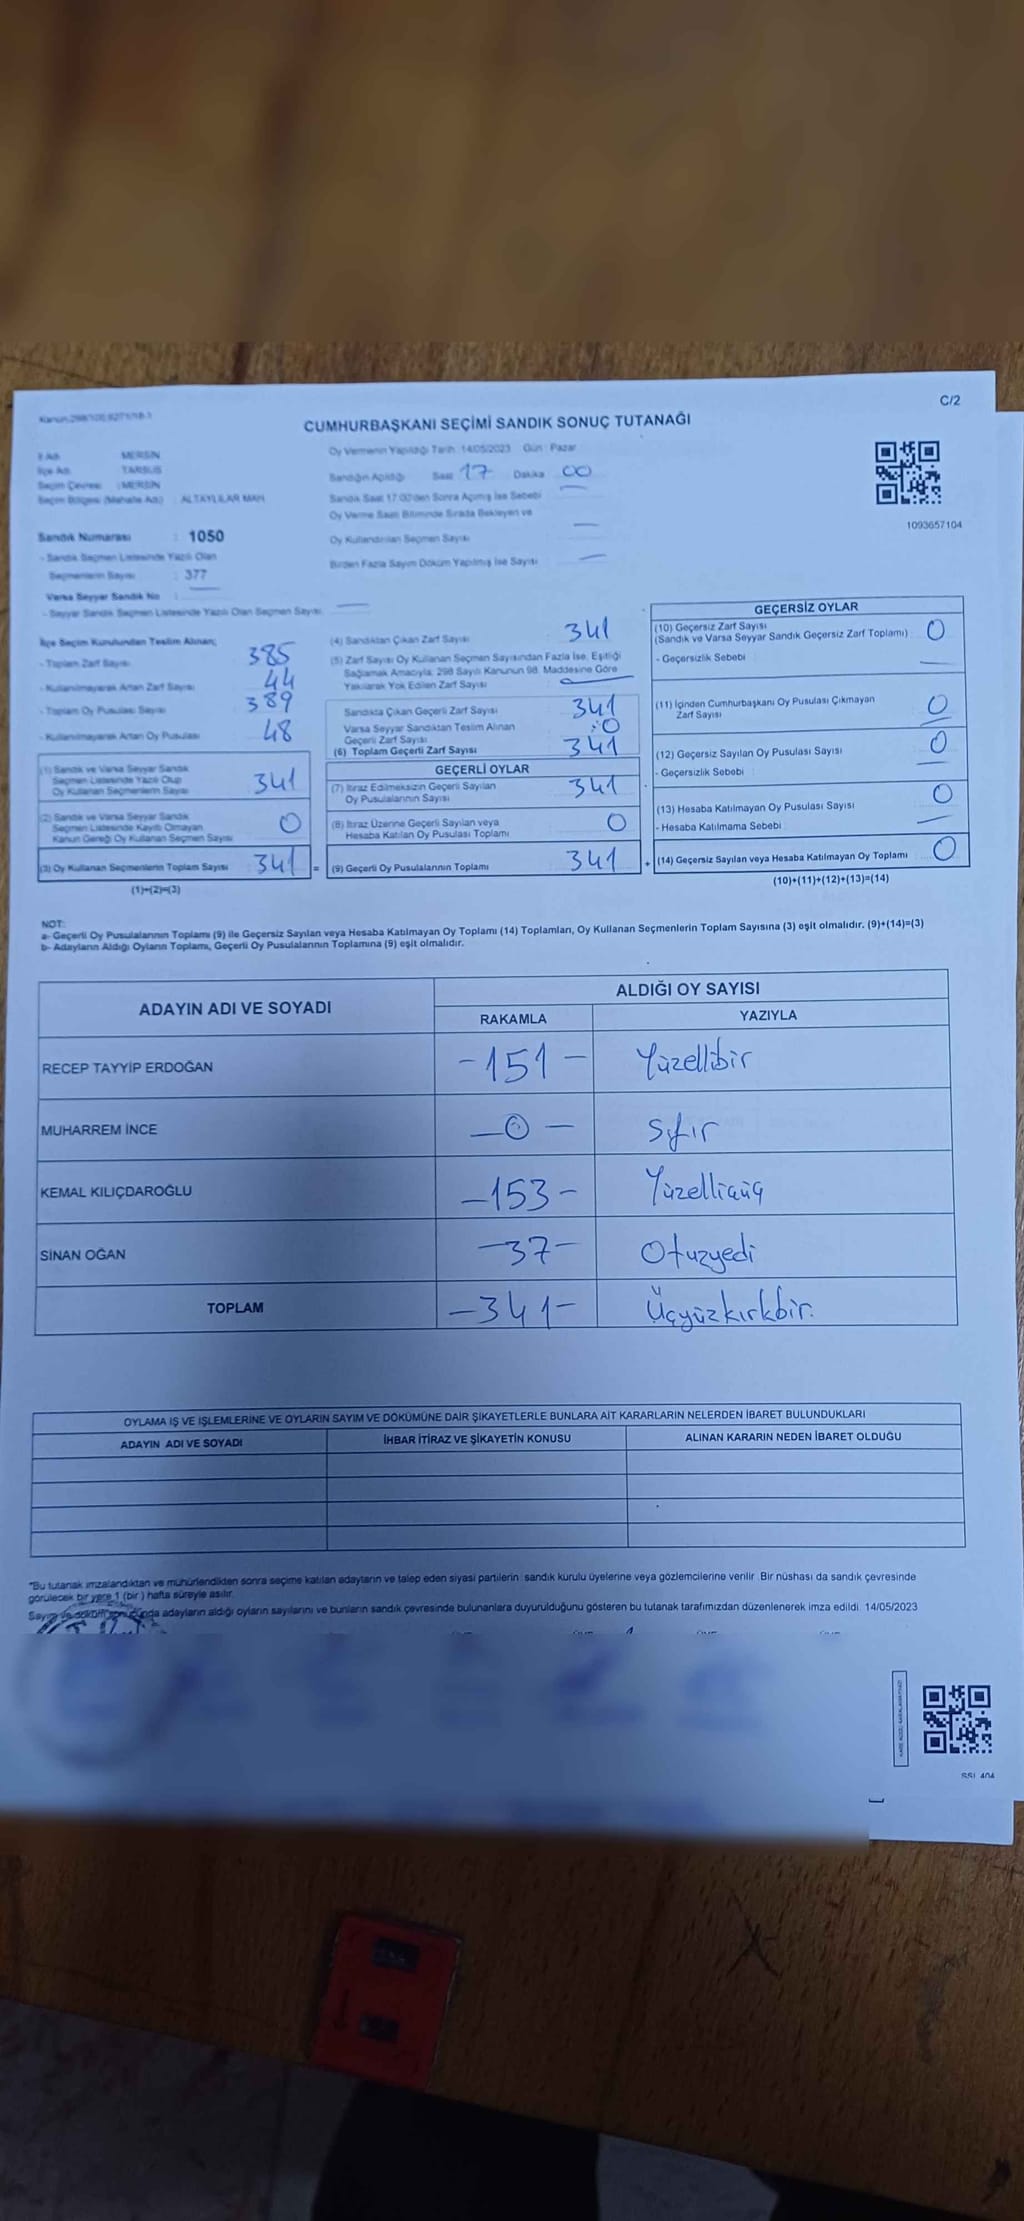 Kanun:298/105,6271/18-1
C/2
CUMHURBAŞKANI SEÇİMİ SANDIK SONUÇ TUTANAĞI
İl Adı : MERSİN
İlçe Adı : TARSUS
Seçim Çevresi : MERSİN
Seçim Bölgesi (Mahalle Adı) : ALTAYLILAR MAH.
Oy Vermenin Yapıldığı Tarih :14/05/2023 Gün : Pazar
Sandığın Açıldığı Saat 17 Dakika 00
Sandık Saat 17:00'den Sonra Açımış İse Sebebi —
Oy Verme Saati Bitiminde Sırada Bekleyen ve
Oy Kullandırılan Seçmen Sayısı —
Birden Fazla Sayım Döküm Yapılmış İse Sayısı —
1093657104
Sandık Numarası : 1050
- Sandık Seçmen Listesinde Yazılı Olan
Seçmenlerin Sayısı : 377
Varsa Seyyar Sandık No : —
- Seyyar Sandık Seçmen Listesinde Yazılı Olan Seçmen Sayısı: —
İlçe Seçim Kurulundan Teslim Alınan;
- Toplam Zarf Sayısı 385
- Kullanılmayarak Artan Zarf Sayısı 44
- Toplam Oy Pusulası Sayısı 389
- Kullanılmayarak Artan Oy Pusulası 48
(1) Sandık ve Varsa Seyyar Sandık
Seçmen Listesinde Yazılı Olup
Oy Kullanan Seçmenlerin Sayısı 341
(2) Sandık ve Varsa Seyyar Sandık
Seçmen Listesinde Kayıtlı Olmayan
Kanun Gereği Oy Kullanan Seçmen Sayısı 0
(3) Oy Kullanan Seçmenlerin Toplam Sayısı 341 =
(1)+(2)=(3)
(4) Sandıktan Çıkan Zarf Sayısı 341
(5) Zarf Sayısı Oy Kullanan Seçmen Sayısından Fazla İse, Eşitliği
Sağlamak Amacıyla, 298 Sayılı Kanunun 98. Maddesine Göre
Yakılarak Yok Edilen Zarf Sayısı —
Sandıkta Çıkan Geçerli Zarf Sayısı 341
Varsa Seyyar Sandıktan Teslim Alınan
Geçerli Zarf Sayısı 0
(6) Toplam Geçerli Zarf Sayısı 341
GEÇERLİ OYLAR
(7) İtiraz Edilmeksizin Geçerli Sayılan
Oy Pusulalarının Sayısı 341
(8) İtiraz Üzerine Geçerli Sayılan veya
Hesaba Katılan Oy Pusulası Toplamı 0
(9) Geçerli Oy Pusulalarının Toplamı 341 +
GEÇERSİZ OYLAR
(10) Geçersiz Zarf Sayısı
(Sandık ve Varsa Seyyar Sandık Geçersiz Zarf Toplamı) 0
- Geçersizlik Sebebi —
(11) İçinden Cumhurbaşkanı Oy Pusulası Çıkmayan
Zarf Sayısı 0
(12) Geçersiz Sayılan Oy Pusulası Sayısı 0
- Geçersizlik Sebebi : —
(13) Hesaba Katılmayan Oy Pusulası Sayısı 0
- Hesaba Katılmama Sebebi
(14) Geçersiz Sayılan veya Hesaba Katılmayan Oy Toplamı 0
(10)+(11)+(12)+(13)=(14)
NOT:
a- Geçerli Oy Pusulalarının Toplamı (9) ile Geçersiz Sayılan veya Hesaba Katılmayan Oy Toplamı (14) Toplamları, Oy Kullanan Seçmenlerin Toplam Sayısına (3) eşit olmalıdır. (9)+(14)=(3)
b- Adayların Aldığı Oyların Toplamı, Geçerli Oy Pusulalarının Toplamına (9) eşit olmalıdır.
ADAYIN ADI VE SOYADI
ALDIĞI OY SAYISI
RAKAMLA YAZIYLA
RECEP TAYYİP ERDOĞAN -151- Yüzellibir
MUHARREM İNCE -0- Sıfır
KEMAL KILIÇDAROĞLU -153- Yüzelliüç
SİNAN OĞAN -37- Otuzyedi
TOPLAM -341- Üçyüzkırkbir.
OYLAMA İŞ VE İŞLEMLERİNE VE OYLARIN SAYIM VE DÖKÜMÜNE DAİR ŞİKAYETLERLE BUNLARA AİT KARARLARIN NELERDEN İBARET BULUNDUKLARI
ADAYIN ADI VE SOYADI İHBAR İTİRAZ VE ŞİKAYETİN KONUSU ALINAN KARARIN NEDEN İBARET OLDUĞU
*Bu tutanak imzalandıktan ve mühürlendikten sonra seçime katılan adayların ve talep eden siyasi partilerin sandık kurulu üyelerine veya gözlemcilerine verilir. Bir nüshası da sandık çevresinde
görülecek bir yere 1 (bir) hafta süreyle asılır.
Sayım ve döküm sonucunda adayların aldığı oyların sayılarını ve bunların sandık çevresinde bulunanlara duyurulduğunu gösteren bu tutanak tarafımızdan düzenlenerek imza edildi. 14/05/2023